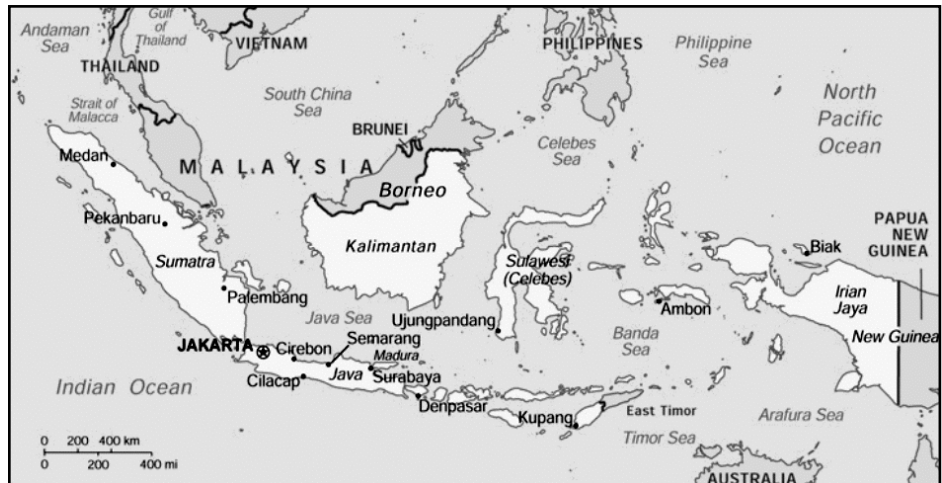 Andaman
Sea
Gulf
of
Thailand
VIETNAM
THAILAND
PHILIPPINES
Philippine
Sea
Strait of
Malacca
South China
Sea
North
Pacific
Ocean
BRUNEI
Celebes
Sea
Medan
MALAYSIA
Borneo
Pekanbaru
Kalimantan
PAPUA
NEW
GUINEA
Biak
Sumatra
Sulawesi
(Celebes)
Palembang
Irian
Jaya
Ambon
Java Sea
Ujungpandang
Semarang
Banda
Sea
New Guinea
JAKARTA
Cirebon
Madura
Cilacap
Java
Surabaya
Indian Ocean
Denpasar
Kupang
East Timor
Arafura Sea
Timor Sea
0 200 400 km
0 200 400 mi
AUSTRALIA